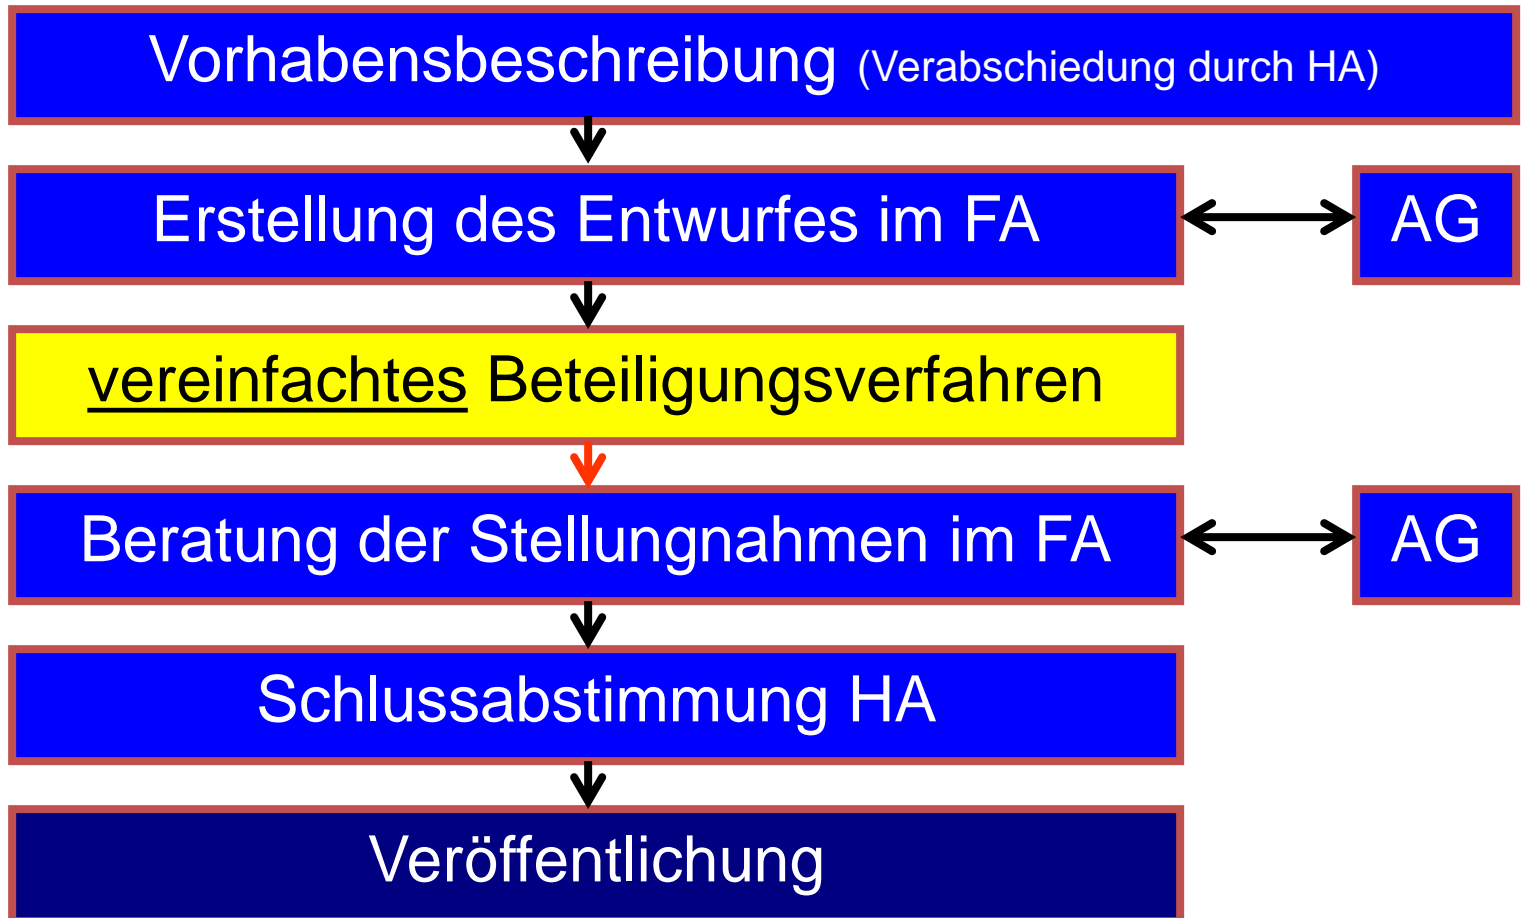 Vorhabensbeschreibung (Verabschiedung durch HA)
Erstellung des Entwurfes im FA
AG
vereinfachtes Beteiligungsverfahren
Beratung der Stellungnahmen im FA
AG
Schlussabstimmung HA
Veröffentlichung